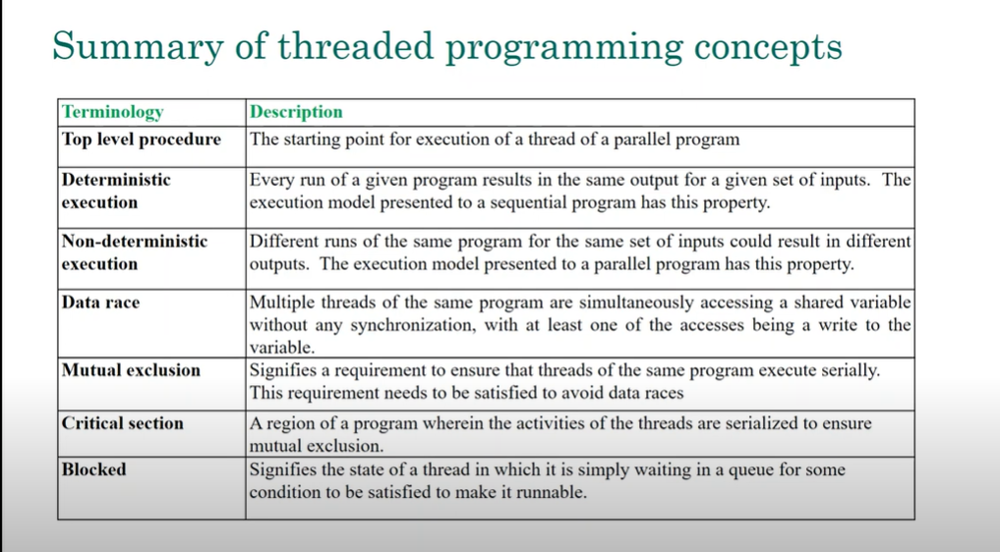 Summary of threaded programming concepts
Terminology Description
Top level procedure The starting point for execution of a thread of a parallel program
Deterministic Every run of a given program results in the same output for a given set of inputs. The
execution execution model presented to a sequential program has this property.
Non-deterministic Different runs of the same program for the same set of inputs could result in different
execution outputs. The execution model presented to a parallel program has this property.
Data race Multiple threads of the same program are simultaneously accessing a shared variable
without any synchronization, with at least one of the accesses being a write to the
variable.
Mutual exclusion Signifies a requirement to ensure that threads of the same program execute serially.
This requirement needs to be satisfied to avoid data races
Critical section A region of a program wherein the activities of the threads are serialized to ensure
mutual exclusion.
Blocked Signifies the state of a thread in which it is simply waiting in a queue for some
condition to be satisfied to make it runnable.